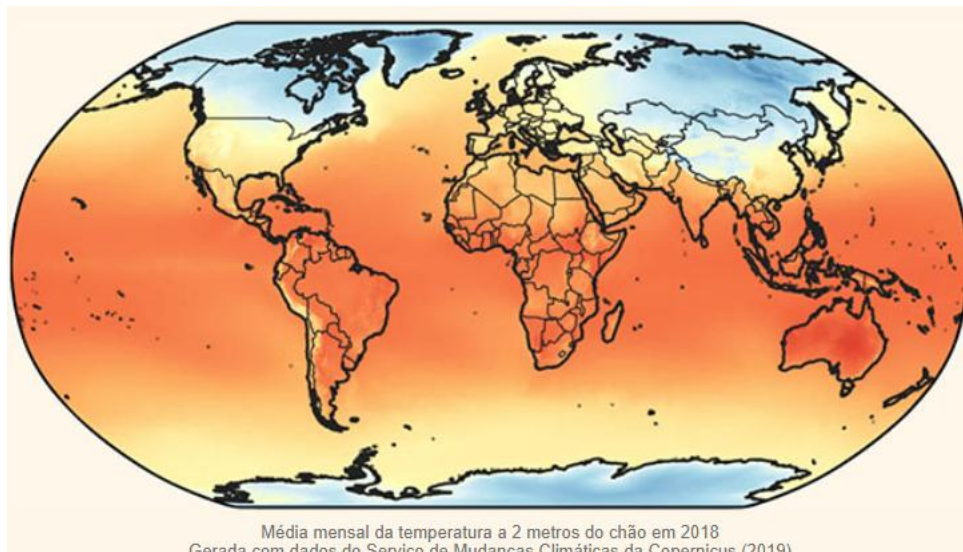 Média mensal da temperatura a 2 metros do chão em 2018
Gerada com dados do Serviço de Mudanças Climáticas da Copernicus (2019)